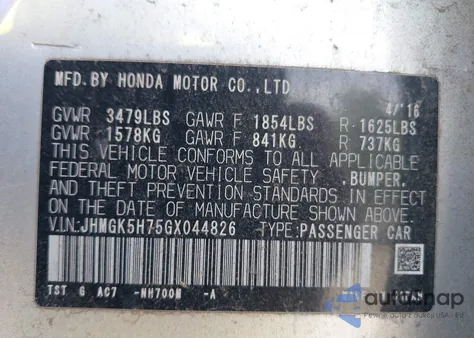 MFD.BY HONDA MOTOR CO.,LTD
4/'16
GVWR 3479LBS GAWR F 1854LBS R-1625LBS
GVWR 1578KG GAWR F 841KG R 737KG
THIS VEHICLE CONFORMS TO ALL APPLICABLE
FEDERAL MOTOR VEHICLE SAFETY .BUMPER.
AND THEFT PREVENTION STANDARDS IN EFFECT
ON THE DATE OF MANUFACTURE SHOWN ABOVE.
V.IN:JHMGK5H75GX044826 TYPE:PASSENGER CAR
TST G AC7 -NH700M -A
autosnap